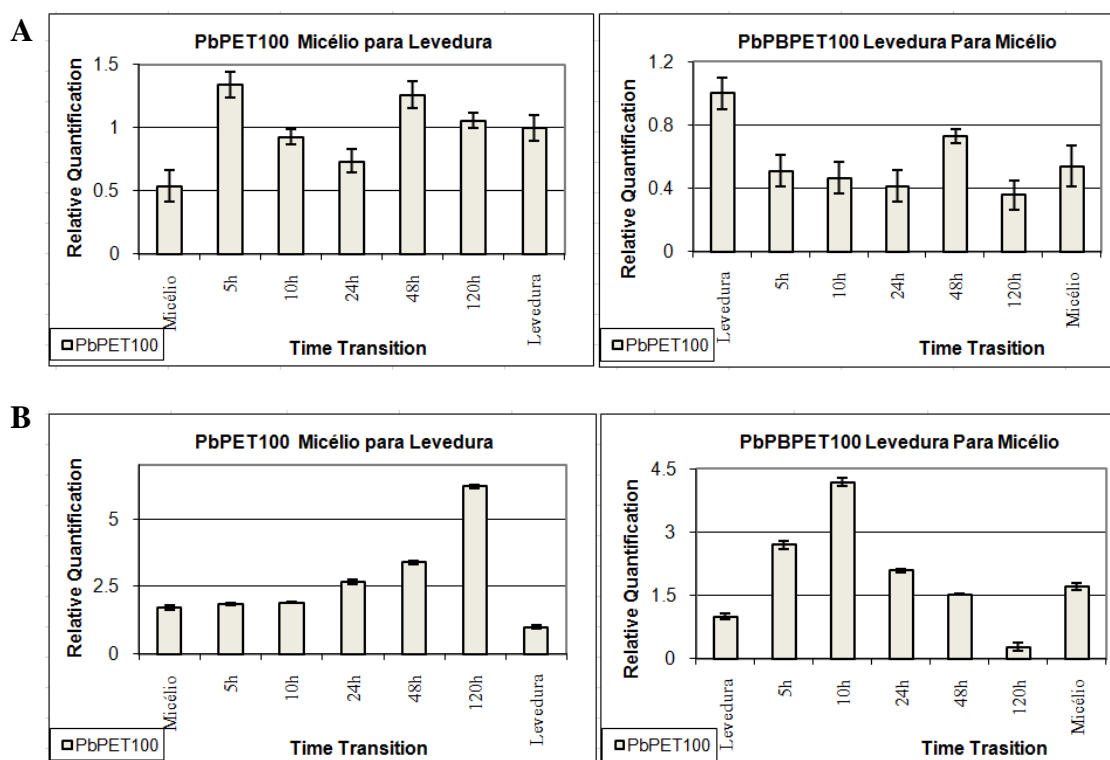 A
PbPET100 Micélio para Levedura
Relative Quantification
1.5
1
0.5
0
Micélio
5h
10h
24h
48h
120h
Levedura
PbPET100
Time Transition
PbPBPET100 Levedura Para Micélio
Relative Quantification
1.2
0.8
0.4
0
Levedura
5h
10h
24h
48h
120h
Micélio
PbPET100
Time Trasition
B
PbPET100 Micélio para Levedura
Relative Quantification
5
2.5
0
Micélio
5h
10h
24h
48h
120h
Levedura
PbPET100
Time Transition
PbPBPET100 Levedura Para Micélio
Relative Quantification
4.5
3
1.5
0
Levedura
5h
10h
24h
48h
120h
Micélio
PbPET100
Time Trasition